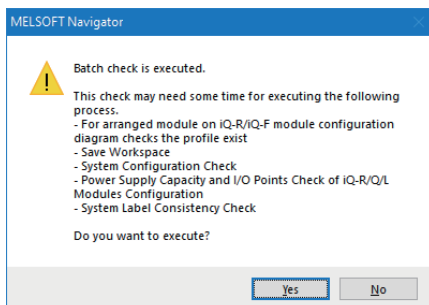 MELSOFT Navigator
Batch check is executed.
This check may need some time for executing the following
process.
- For arranged module on iQ-R/iQ-F module configuration
diagram checks the profile exist
- Save Workspace
- System Configuration Check
- Power Supply Capacity and I/O Points Check of iQ-R/Q/L
Modules Configuration
- System Label Consistency Check
Do you want to execute?
Yes
No